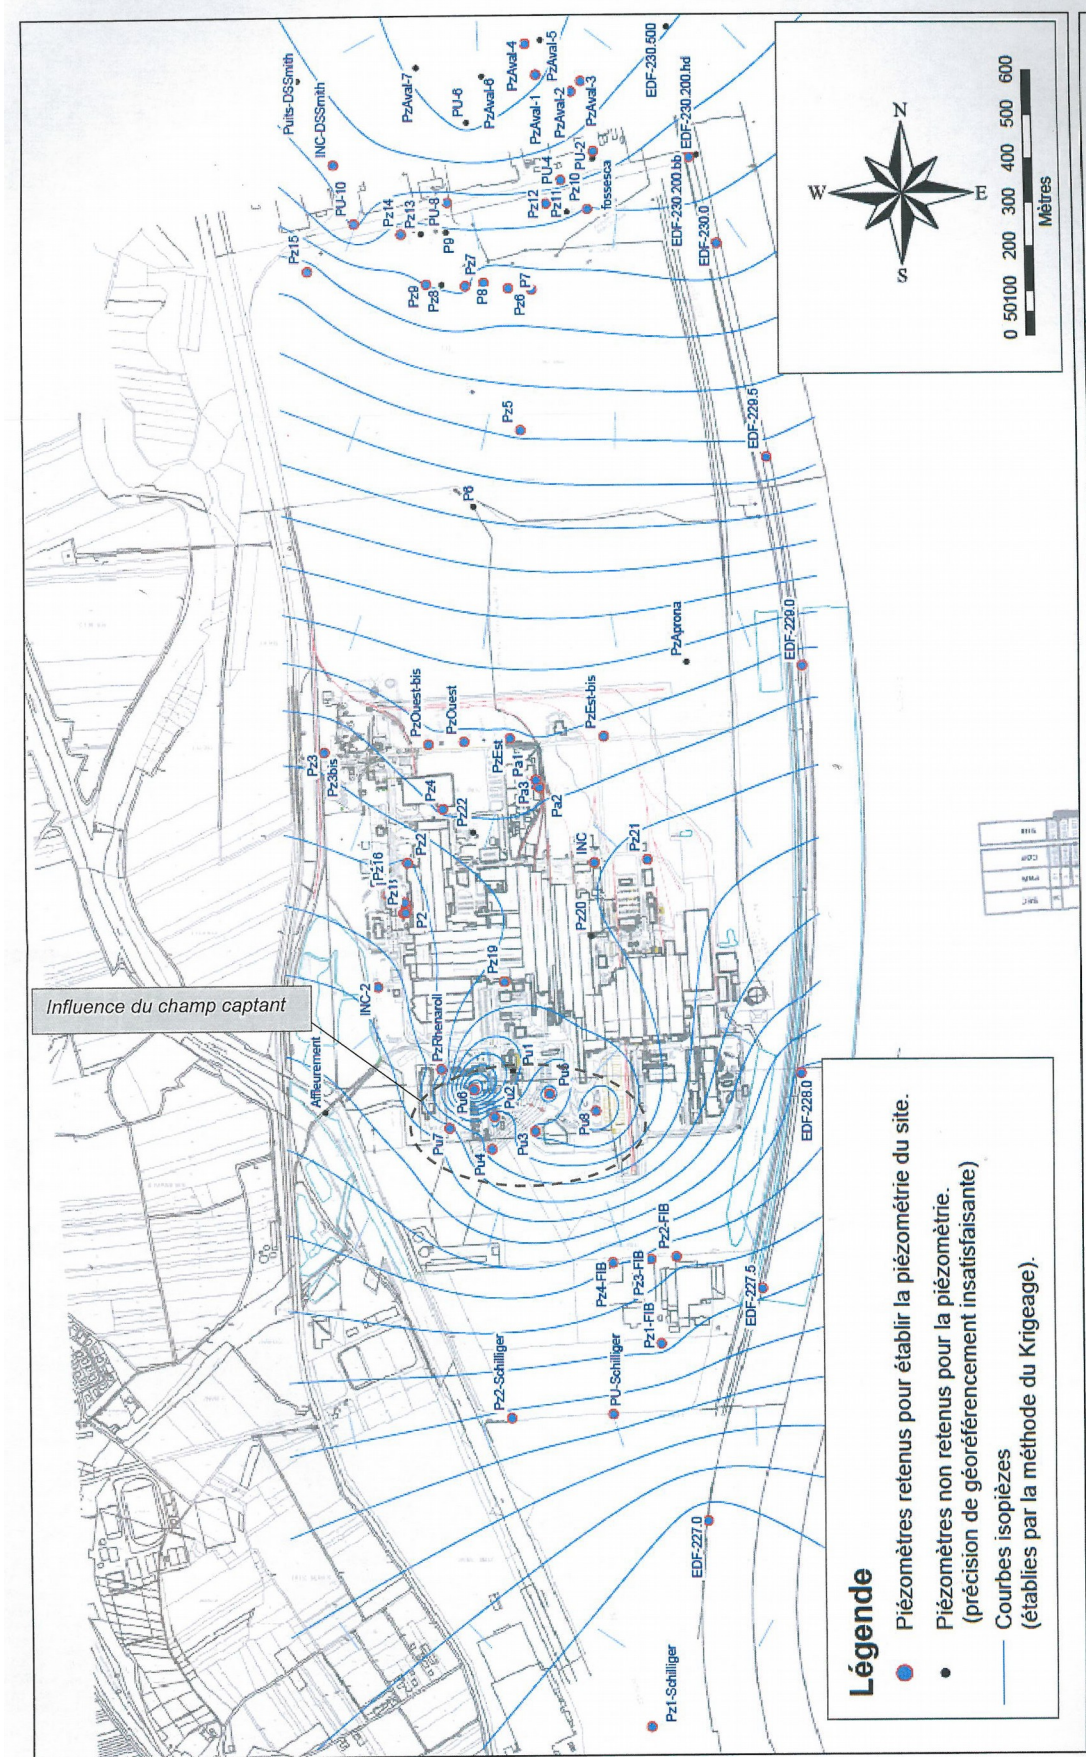 Influence du champ captant
Puits-DSSmith
INC-DSSmith
PU-10
Pz15
Pz14
Pz13
PU-8
P9
Pz9
Pz8
Pz7
P8
Pz6
P7
PzAval-7
PU-6
PzAval-6
PzAval-4
PzAval-5
PzAval-1
PzAval-2
PzAval-3
EDF-230.500
PU-4
PU-2
Pz12
Pz11
Pz10
fossesca
EDF-230.200.hd
EDF-230.200.bb
EDF-230.0
Pz5
P6
EDF-229.5
PzAprona
EDF-229.0
PzOuest-bis
PzOuest
PzEst
PzEst-bis
Pz3
Pz3bis
Pz4
Pz22
Pa1
Pa3
Pa2
Pz16
Pz2
P2
INC
Pz21
Pz20
Pz19
INC-2
PzRhenaroll
Affleurement
Pu1
Pu6
Pu2
Pu7
Pu4
Pu3
Pu8
EDF-228.0
Pz2-FIB
Pz3-FIB
Pz4-FIB
Pz1-FIB
EDF-227.5
Pz2-Schilliger
PU-Schilliger
EDF-227.0
Pz1-Schilliger
N
W
E
S
0 50100 200 300 400 500 600
Mètres
Légende
Piézomètres retenus pour établir la piézométrie du site.
Piézomètres non retenus pour la piézomètrie.
(précision de géoréférencement insatisfaisante)
Courbes isopièzes
(établies par la méthode du Krigeage).